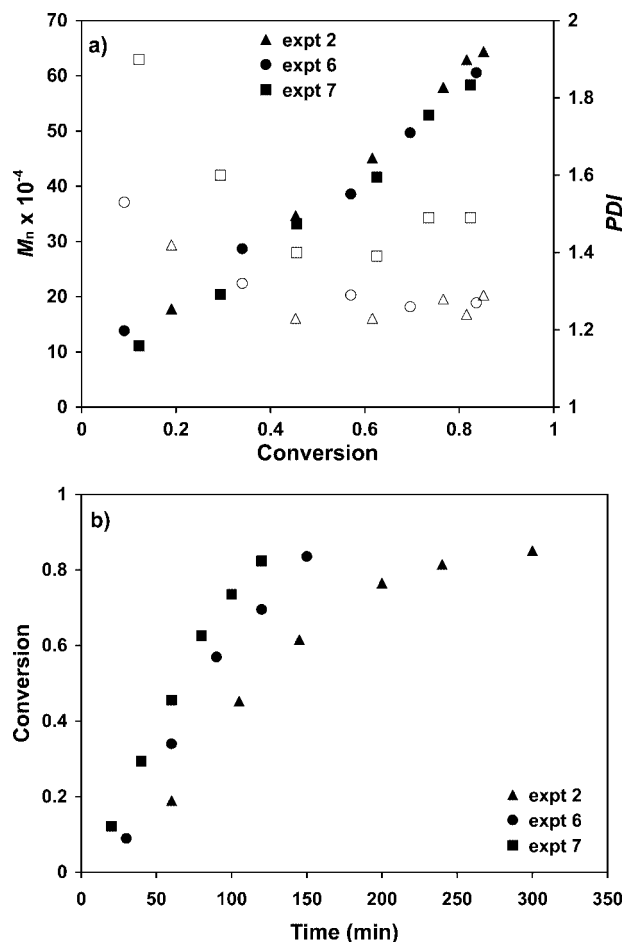 a)
▲ expt 2
● expt 6
■ expt 7
70
60
50
40
30
20
10
0
Mn x 10-4
2
1.8
1.6
1.4
1.2
1
PDI
0 0.2 0.4 0.6 0.8 1
Conversion
b)
1
0.8
0.6
0.4
0.2
0
Conversion
▲ expt 2
● expt 6
■ expt 7
0 50 100 150 200 250 300 350
Time (min)